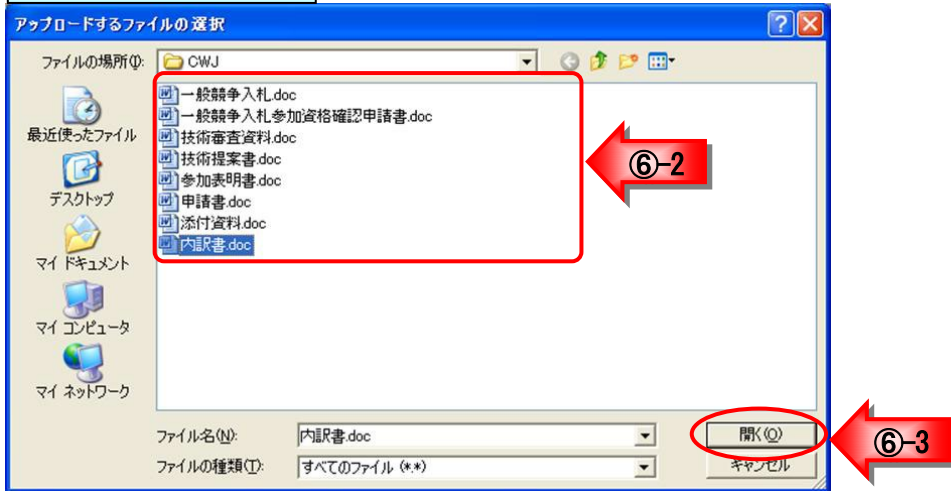 アップロードするファイルの選択
ファイルの場所(I):
CWJ
最近使ったファイル
デスクトップ
マイ ドキュメント
マイ コンピュータ
マイ ネットワーク
一般競争入札.doc
一般競争入札参加資格確認申請書.doc
技術審査資料.doc
技術提案書.doc
参加表明書.doc
申請書.doc
添付資料.doc
内訳書.doc
⑥-2
ファイル名(N):
内訳書.doc
開く(O)
⑥-3
ファイルの種類(T):
すべてのファイル (*.*)
キャンセル